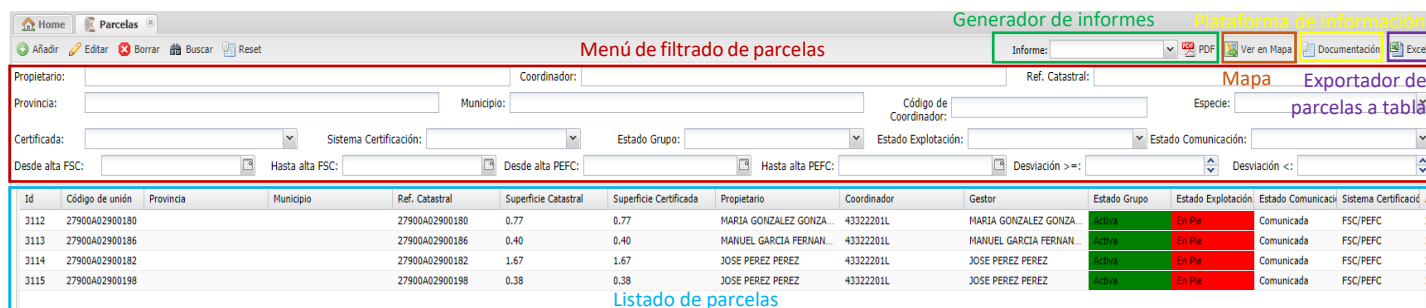 Home Parcelas Generador de informes Plataforma de información
Añadir Editar Borrar Buscar Reset Menú de filtrado de parcelas Informe: PDF Ver en Mapa Documentación Exce
Propietario: Coordinador: Ref. Catastral: Mapa Exportador de
Provincia: Municipio: Código de Coordinador: Especie: parcelas a tabla
Certificada: Sistema Certificación: Estado Grupo: Estado Explotación: Estado Comunicación:
Desde alta FSC: Hasta alta FSC: Desde alta PEFC: Hasta alta PEFC: Desviación >=: Desviación <:
Id Código de unión Provincia Municipio Ref. Catastral Superficie Catastral Superficie Certificada Propietario Coordinador Gestor Estado Grupo Estado Explotación Estado Comunicaci Sistema Certificació
3112 27900A02900180 27900A02900180 0.77 0.77 MARIA GONZALEZ GONZA... 43322201L MARIA GONZALEZ GONZA... Activa En Pie Comunicada FSC/PEFC
3113 27900A02900186 27900A02900186 0.40 0.40 MANUEL GARCIA FERNAN... 43322201L MANUEL GARCIA FERNAN... Activa En Pie Comunicada FSC/PEFC
3114 27900A02900182 27900A02900182 1.67 1.67 JOSE PEREZ PEREZ 43322201L JOSE PEREZ PEREZ Activa En Pie Comunicada FSC/PEFC
3115 27900A02900198 27900A02900198 0.38 0.38 JOSE PEREZ PEREZ 43322201L JOSE PEREZ PEREZ Activa En Pie Comunicada FSC/PEFC
Listado de parcelas